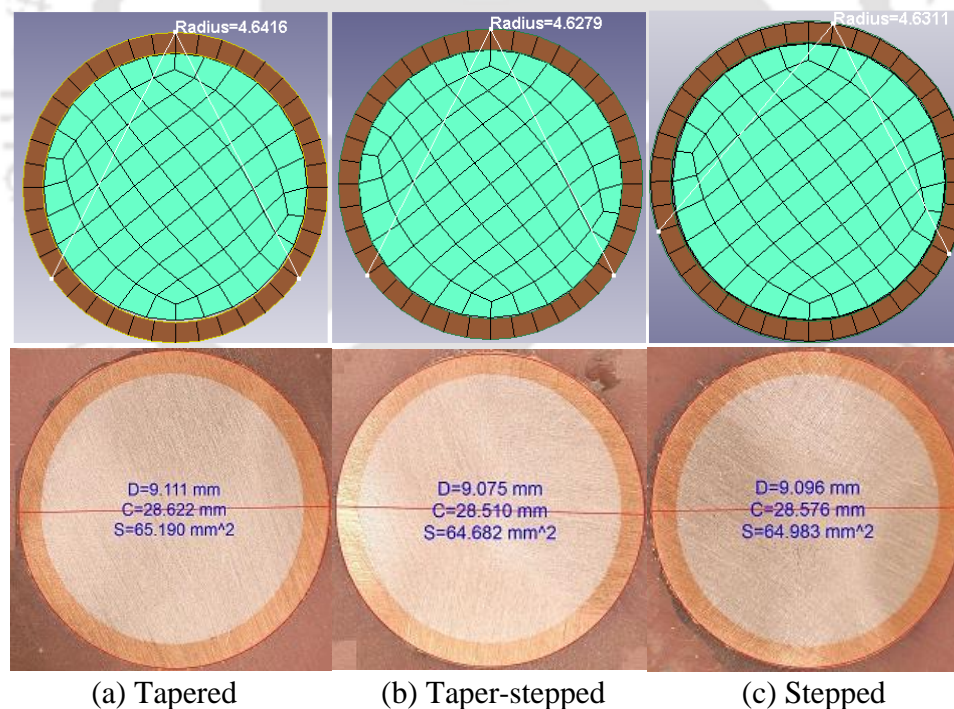 Radius=4.6416
Radius=4.6279
Radius=4.6311
D=9.111 mm
C=28.622 mm
S=65.190 mm^2
D=9.075 mm
C=28.510 mm
S=64.682 mm^2
D=9.096 mm
C=28.576 mm
S=64.983 mm^2
(a) Tapered
(b) Taper-stepped
(c) Stepped